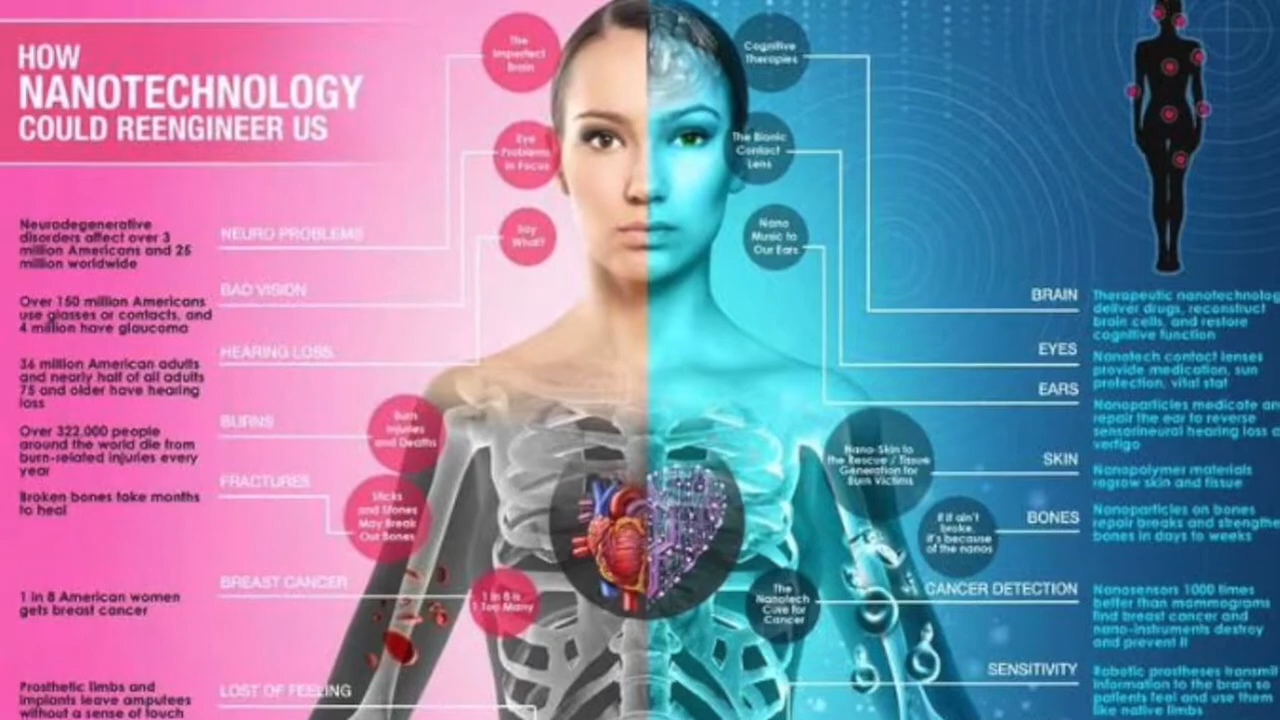 HOW
NANOTECHNOLOGY
COULD REENGINEER US
Neurodegenerative
disorders affect over 3
million Americans and 25
million worldwide
NEURO PROBLEMS
Over 150 million Americans
use glasses or contacts, and
4 million have glaucoma
BAD VISION
36 million American adults
and nearly half of all adults
75 and older have hearing
loss
HEARING LOSS
Over 322,000 people
around the world die from
burn-related injuries every
year
BURNS
Broken bones take months
to heal
FRACTURES
1 in 8 American women
gets breast cancer
BREAST CANCER
Prosthetic limbs and
implants leave amputees
without a sense of touch
LOST OF FEELING
The
Imperfect
Brain
Eye
Problems
in Focus
Say
What?
Burn
Injuries
and Deaths
Sticks
and Stones
May Break
Our Bones
1 in 8 is
1 Too Many
Cognitive
Therapies
The Bionic
Contact
Lens
Nano
Music to
Our Ears
Nano-Skin to
the Rescue / Tissue
Generation for
Burn Victims
If it ain't
broke,
it's because
of the nanos
The
Nanotech
Cure for
Cancer
BRAIN
Therapeutic nanotechnolog
deliver drugs, reconstruct
brain cells, and restore
cognitive function
EYES
Nanotech contact lenses
provide medication, sun
protection, vital stat
EARS
Nanoparticles medicate an
repair the ear to reverse
sensorineural hearing loss a
vertigo
SKIN
Nanopolymer materials
regrow skin and tissue
BONES
Nanoparticles on bones
repair breaks and strengthe
bones in days to weeks
CANCER DETECTION
Nanosensors 1000 times
better than mammograms
find breast cancer and
nano-instruments destroy
and prevent it
SENSITIVITY
Robotic prostheses transmit
information to the brain so
patients feel and use them
like native limbs